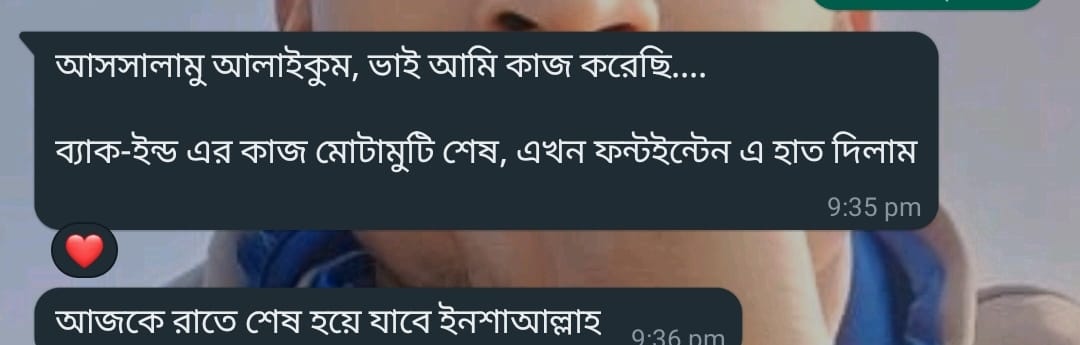 আসসালামু আলাইকুম, ভাই আমি কাজ করেছি....
ব্যাক-ইন্ড এর কাজ মোটামুটি শেষ, এখন ফন্টইন্টেন এ হাত দিলাম
9:35 pm
আজকে রাতে শেষ হয়ে যাবে ইনশাআল্লাহ
9:36 pm